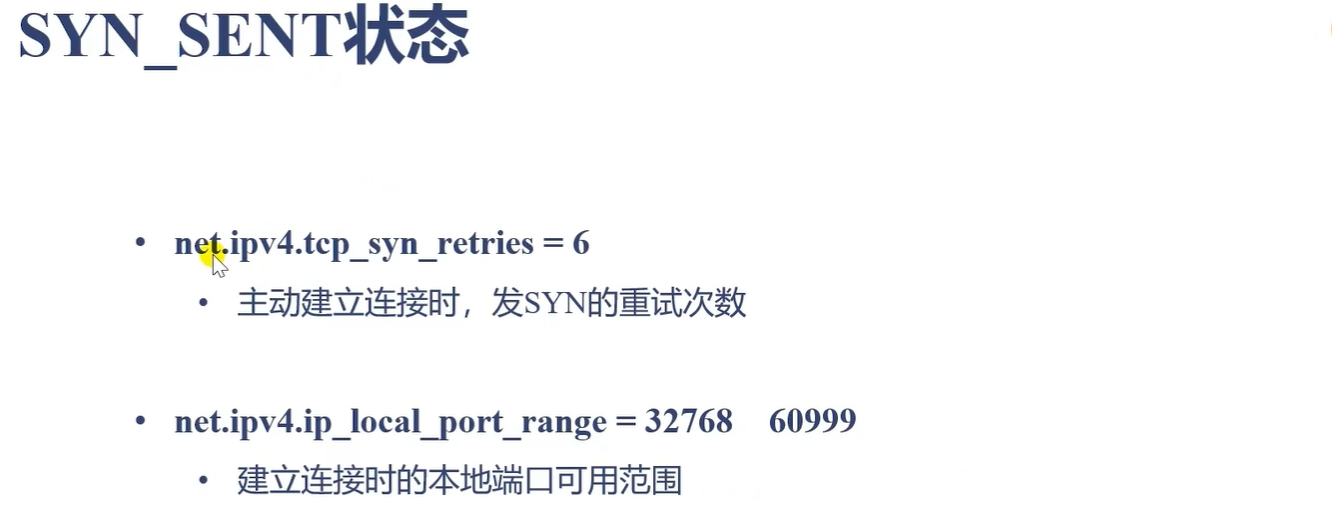 SYN_SENT状态
• net.ipv4.tcp_syn_retries = 6
• 主动建立连接时，发SYN的重试次数
• net.ipv4.ip_local_port_range = 32768 60999
• 建立连接时的本地端口可用范围